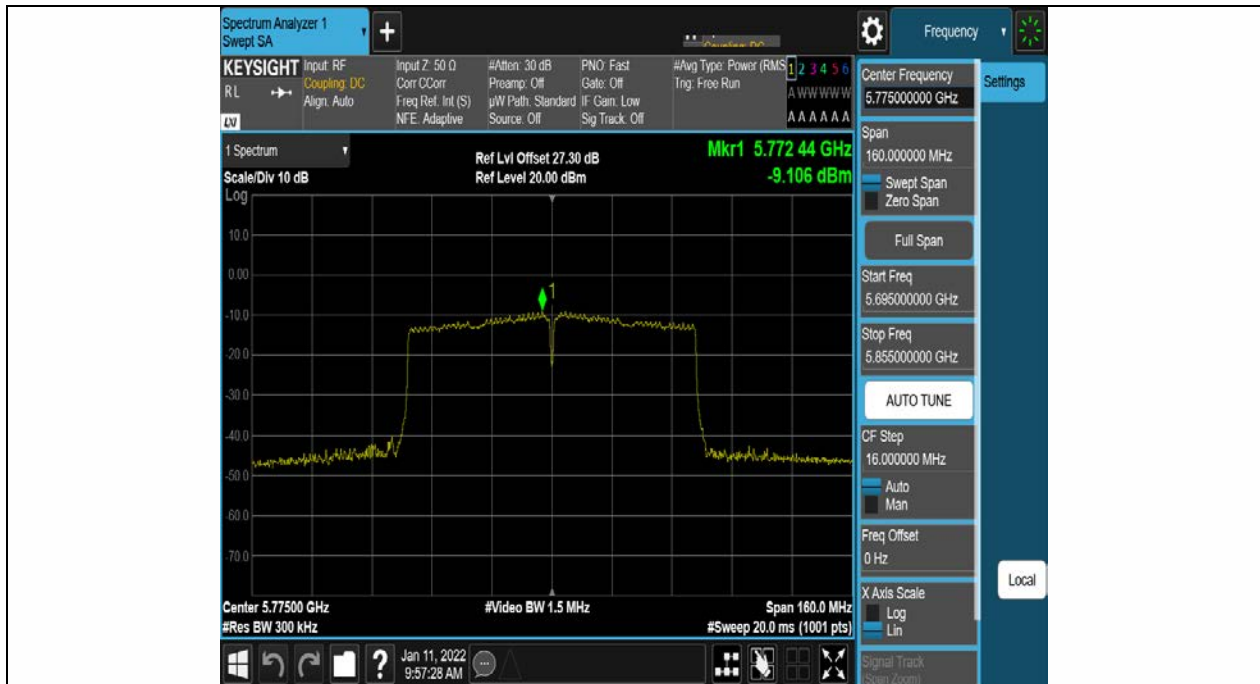 Spectrum Analyzer 1
Swept SA
+
Frequency
KEYSIGHT
RL
LXI
Input: RF
Coupling: DC
Align: Auto
Input Z: 50 Ω
Corr CCorr
Freq Ref: Int (S)
NFE: Adaptive
#Atten: 30 dB
Preamp: Off
µW Path: Standard
Source: Off
PNO: Fast
Gate: Off
IF Gain: Low
Sig Track: Off
#Avg Type: Power (RMS
Trig: Free Run
1 2 3 4 5 6
A W W W W W
A A A A A A
1 Spectrum
Scale/Div 10 dB
Log
Ref Lvl Offset 27.30 dB
Ref Level 20.00 dBm
Mkr1 5.772 44 GHz
-9.106 dBm
10.0
0.00
-10.0
-20.0
-30.0
-40.0
-50.0
-60.0
-70.0
1
Center 5.77500 GHz
#Res BW 300 kHz
#Video BW 1.5 MHz
Span 160.0 MHz
#Sweep 20.0 ms (1001 pts)
Center Frequency
5.775000000 GHz
Span
160.000000 MHz
Swept Span
Zero Span
Full Span
Start Freq
5.695000000 GHz
Stop Freq
5.855000000 GHz
AUTO TUNE
CF Step
16.000000 MHz
Auto
Man
Freq Offset
0 Hz
X Axis Scale
Log
Lin
Signal Track
(Span Zoom)
Settings
Local
?
Jan 11, 2022
9:57:28 AM